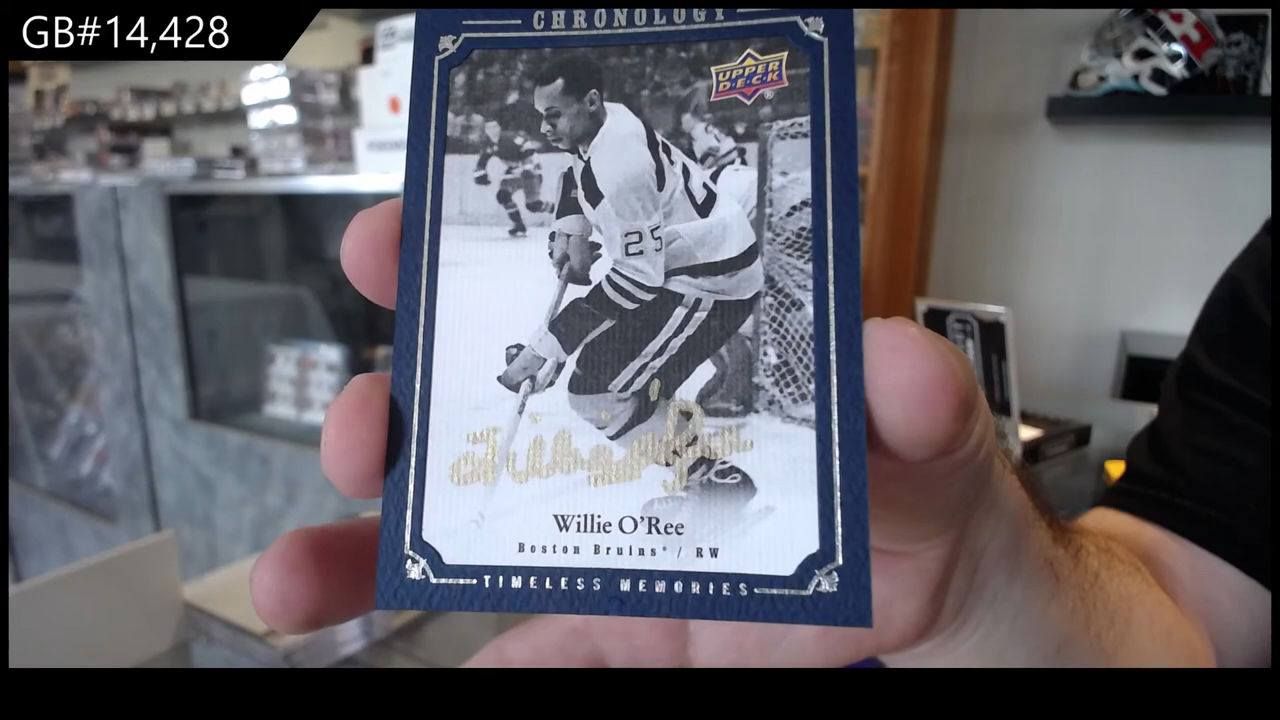 GB#14,428
CHRONOLOGY
UPPER
DECK
25
Willie O'Ree
Boston Bruins® / RW
TIMELESS MEMORIES